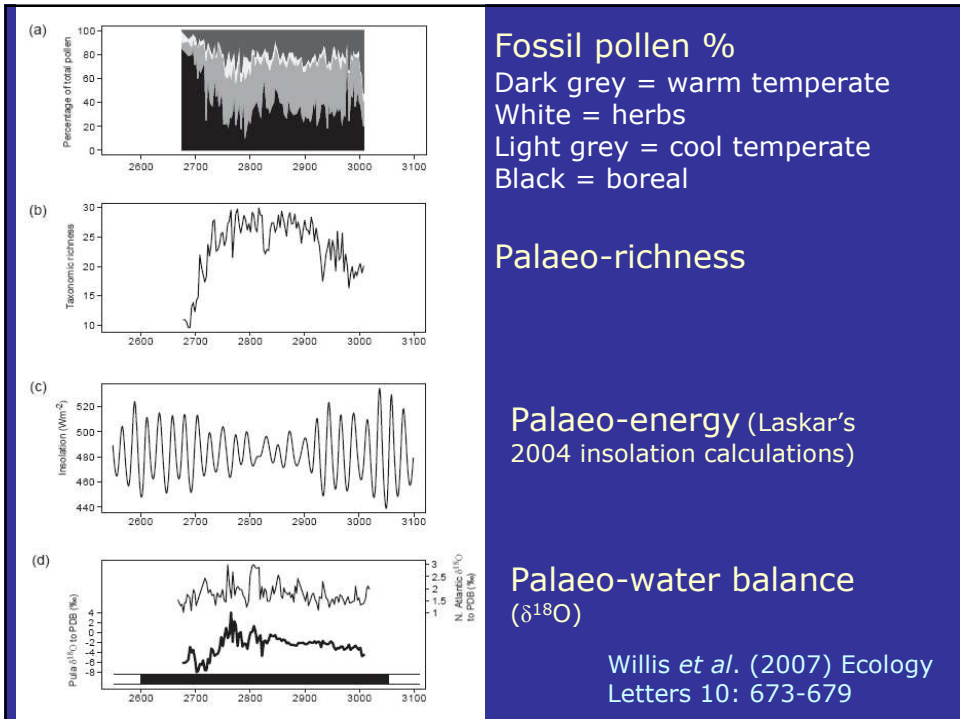 (a)
Percentage of total pollen
100
80
60
40
20
0
2600 2700 2800 2900 3000 3100
Fossil pollen %
Dark grey = warm temperate
White = herbs
Light grey = cool temperate
Black = boreal
(b)
Taxonomic richness
30
25
20
15
10
2600 2700 2800 2900 3000 3100
Palaeo-richness
(c)
Insolation (Wm⁻²)
520
500
480
460
440
2600 2700 2800 2900 3000 3100
Palaeo-energy (Laskar's
2004 insolation calculations)
(d)
Pula δ¹⁸O to PDB (‰)
4
2
0
-2
-4
-6
-8
3
2.5
2
1.5
1
N. Atlantic δ¹⁸O
to PDB (‰)
2600 2700 2800 2900 3000 3100
Palaeo-water balance
(δ¹⁸O)
Willis et al. (2007) Ecology
Letters 10: 673-679